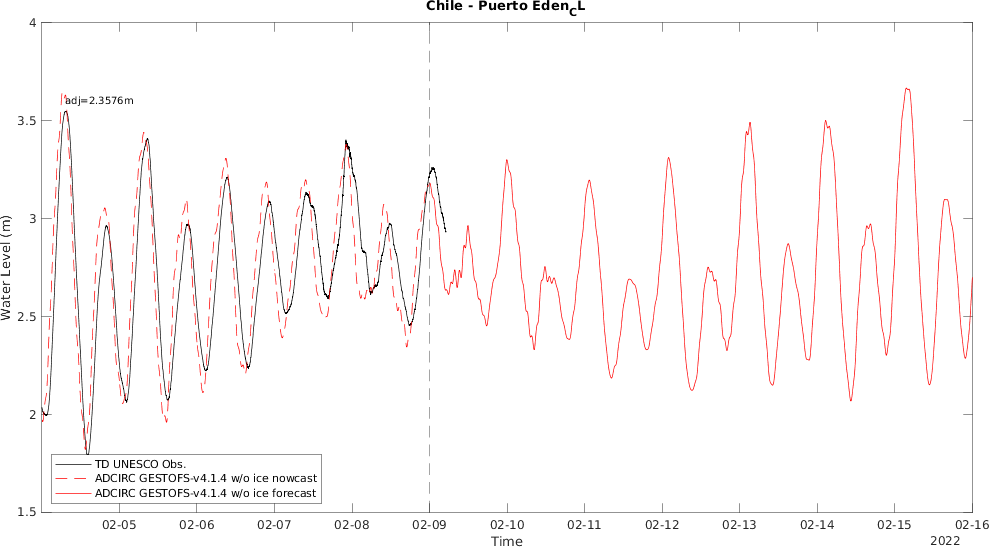 Chile - Puerto Eden_CL
4
3.5
3
2.5
2
1.5
Water Level (m)
adj=2.3576m
TD UNESCO Obs.
ADCIRC GESTOFS-v4.1.4 w/o ice nowcast
ADCIRC GESTOFS-v4.1.4 w/o ice forecast
02-05 02-06 02-07 02-08 02-09 02-10 02-11 02-12 02-13 02-14 02-15 02-16
Time
2022